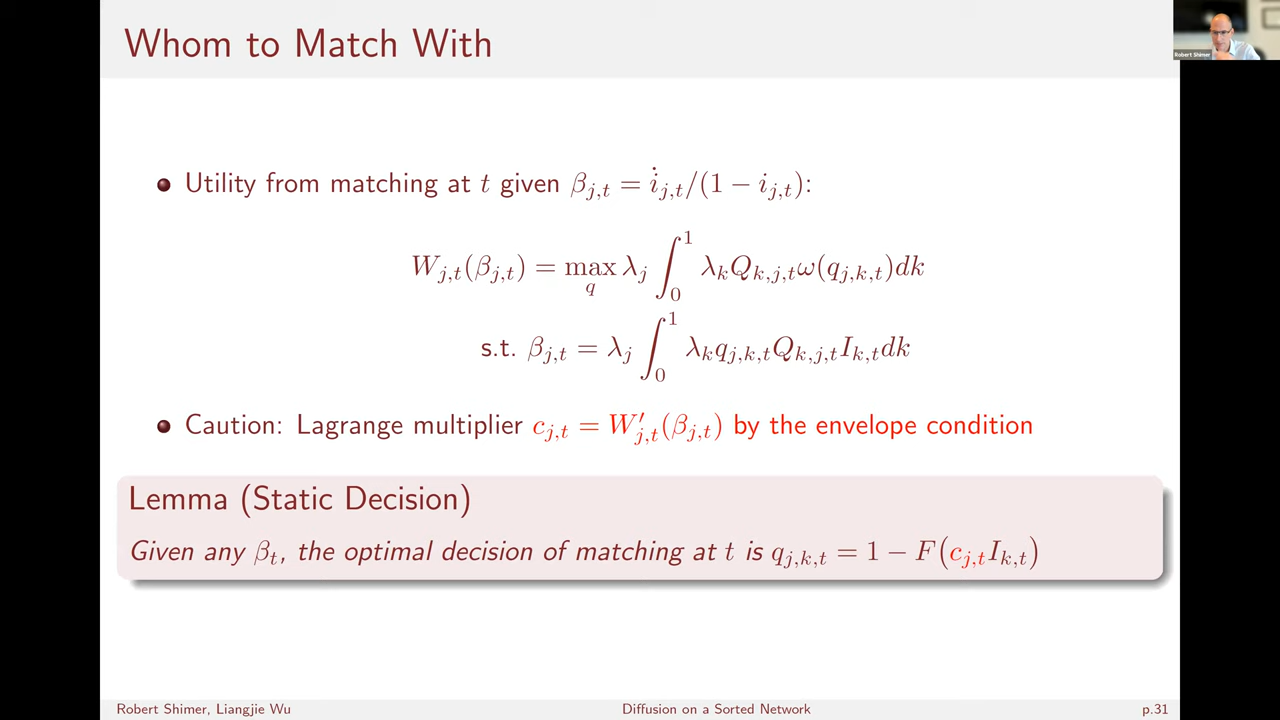 Whom to Match With
Robert Shimer
Utility from matching at t given β_{j,t} = i̇_{j,t}/(1 − i_{j,t}):
W_{j,t}(β_{j,t}) = max_q λ_j ∫_0^1 λ_k Q_{k,j,t} ω(q_{j,k,t}) dk
s.t. β_{j,t} = λ_j ∫_0^1 λ_k q_{j,k,t} Q_{k,j,t} I_{k,t} dk
Caution: Lagrange multiplier c_{j,t} = W′_{j,t}(β_{j,t}) by the envelope condition
Lemma (Static Decision)
Given any β_t, the optimal decision of matching at t is q_{j,k,t} = 1 − F(c_{j,t} I_{k,t})
Robert Shimer, Liangjie Wu Diffusion on a Sorted Network p.31